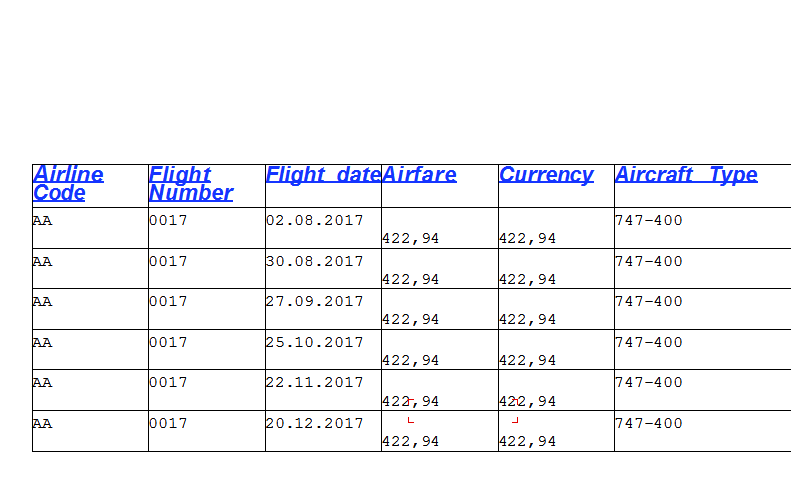 Airline Code Flight Number Flight date Airfare Currency Aircraft Type
AA 0017 02.08.2017 422,94 422,94 747-400
AA 0017 30.08.2017 422,94 422,94 747-400
AA 0017 27.09.2017 422,94 422,94 747-400
AA 0017 25.10.2017 422,94 422,94 747-400
AA 0017 22.11.2017 422,94 422,94 747-400
AA 0017 20.12.2017 422,94 422,94 747-400